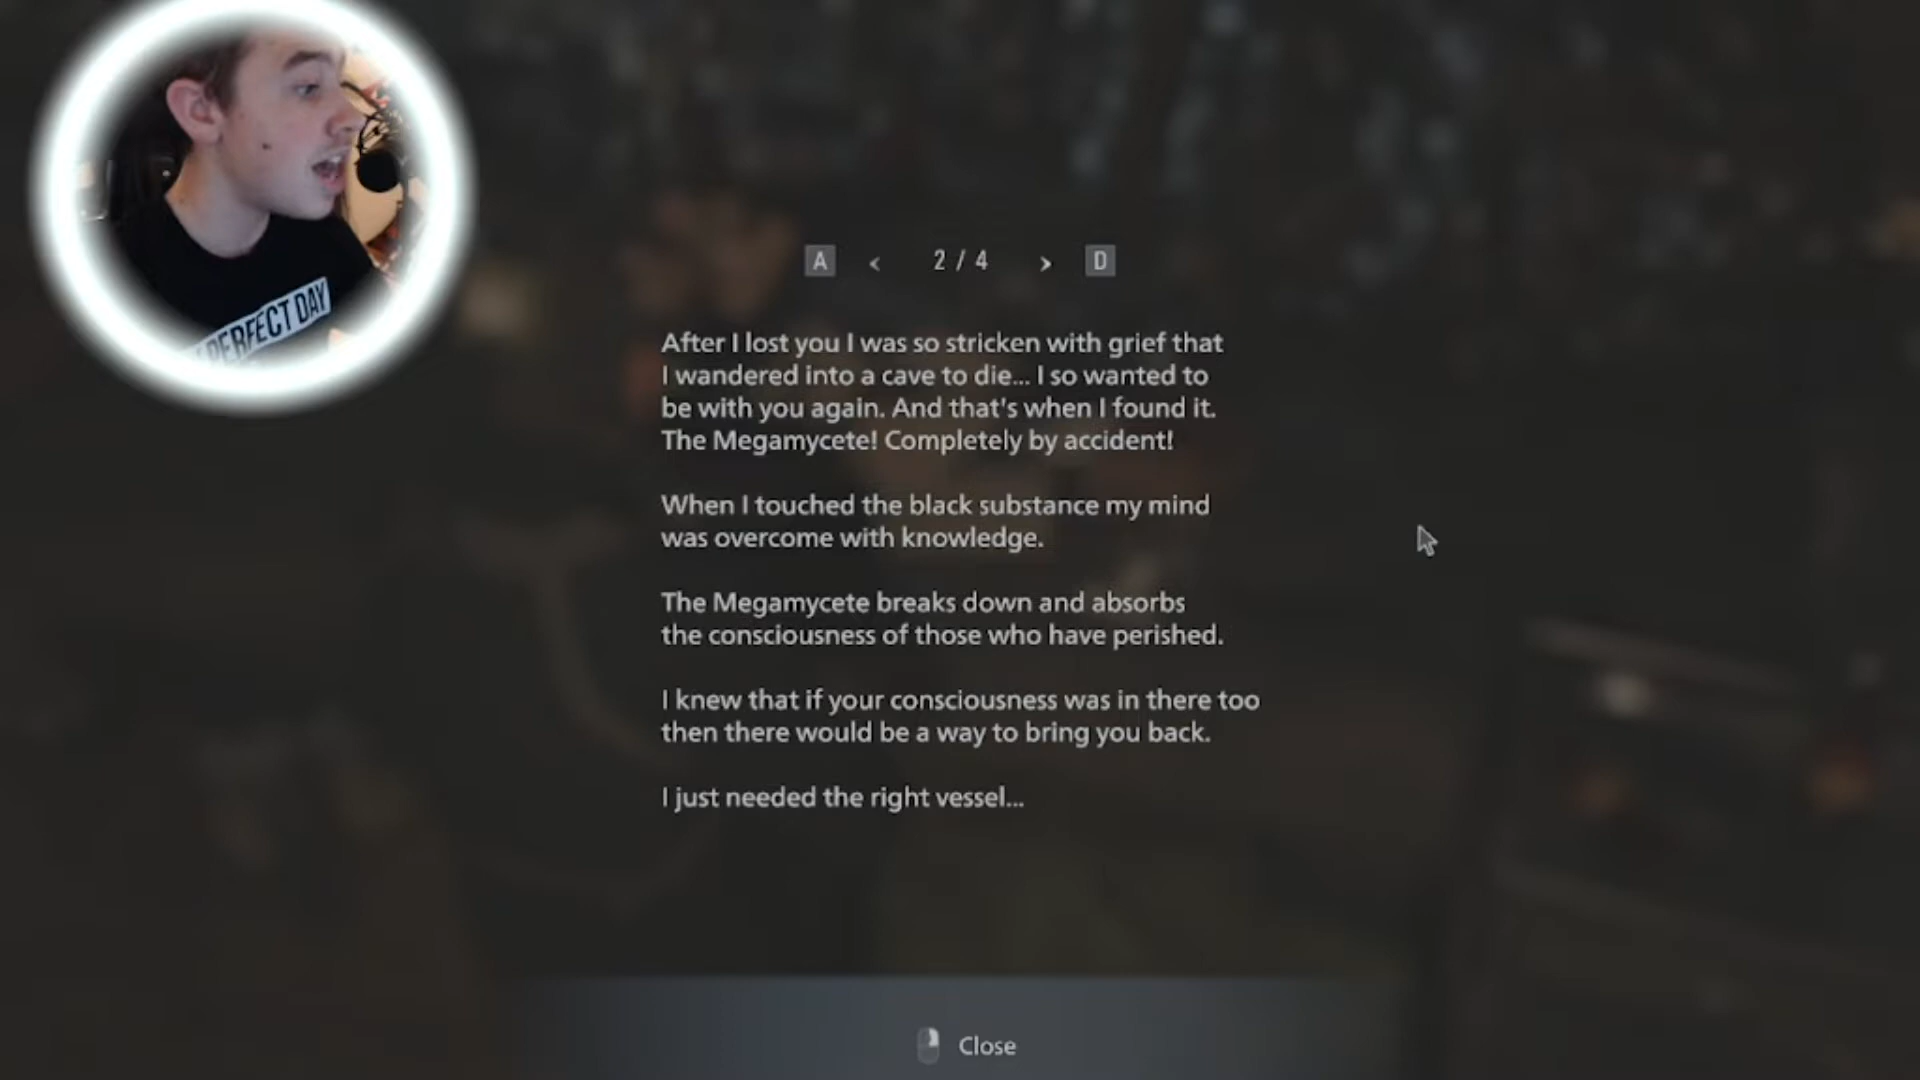 PERFECT DAY
A < 2 / 4 > D
After I lost you I was so stricken with grief that
I wandered into a cave to die... I so wanted to
be with you again. And that's when I found it.
The Megamycete! Completely by accident!
When I touched the black substance my mind
was overcome with knowledge.
The Megamycete breaks down and absorbs
the consciousness of those who have perished.
I knew that if your consciousness was in there too
then there would be a way to bring you back.
I just needed the right vessel...
Close